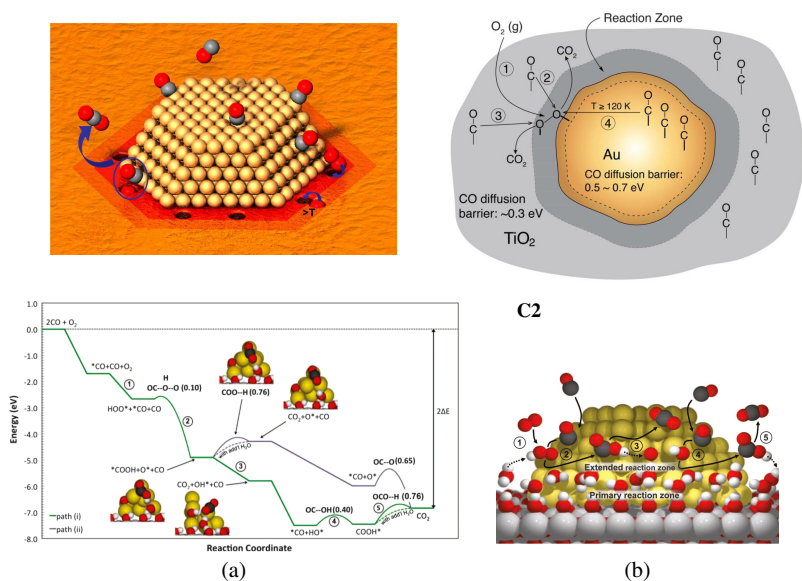 >T
O₂ (g)
Reaction Zone
CO₂
①
②
O
C
O
C
③
O
O
T ≥ 120 K
④
O
C
O
C
O
C
O
C
O
C
O
C
O
C
O
C
CO₂
Au
CO diffusion barrier:
0.5 ~ 0.7 eV
CO diffusion
barrier: ~0.3 eV
TiO₂
C2
1.0
0.0
-1.0
-2.0
-3.0
-4.0
-5.0
-6.0
-7.0
-8.0
Energy (eV)
2CO + O₂
*CO+CO+O₂
①
HOO*+*CO+CO
H
OC--O--O (0.10)
②
*COOH+O*+CO
COO--H (0.76)
with add'l H₂O
CO₂+O*+CO
③
CO₂+OH*+CO
*CO+O*
OC--O (0.65)
OCO--H (0.76)
*CO+HO*
OC--OH(0.40)
④
COOH*
⑤
with add'l H₂O
CO₂
2ΔE
path (i)
path (ii)
Reaction Coordinate
①
②
③
④
⑤
Extended reaction zone
Primary reaction zone
(a)
(b)